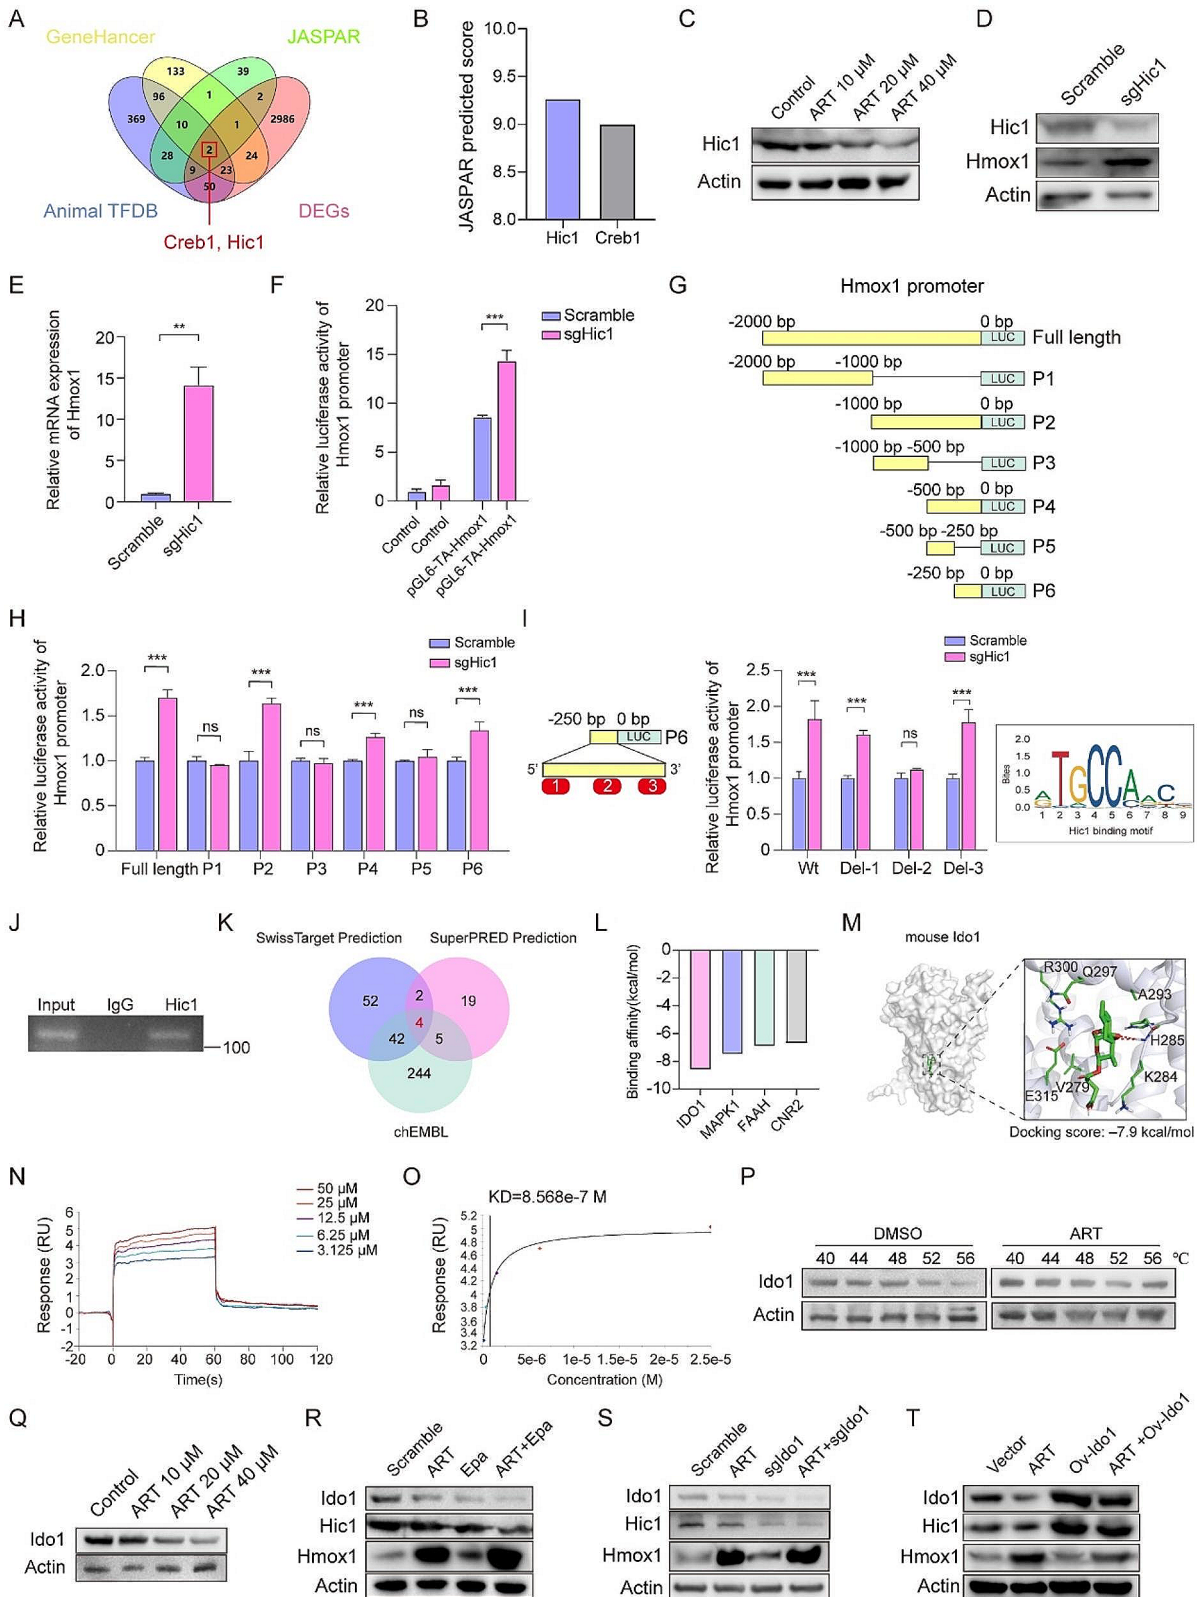 A
GeneHancer
JASPAR
133
39
96
1
2
369
10
1
2986
28
2
24
9
23
50
Animal TFDB
DEGs
Creb1, Hic1
B
JASPAR predicted score
10.0
9.5
9.0
8.5
8.0
Hic1 Creb1
C
Control
ART 10 μM
ART 20 μM
ART 40 μM
Hic1
Actin
D
Scramble
sgHic1
Hic1
Hmox1
Actin
E
Relative mRNA expression
of Hmox1
20
15
20
5
0
Scramble
sgHic1
F
Relative luciferase activity of
Hmox1 promoter
20
15
10
5
0
**
***
Scramble
sgHic1
Control
Control
pGL6-TA-Hmox1
pGL6-TA-Hmox1
G
Hmox1 promoter
-2000 bp 0 bp
LUC Full length
-2000 bp -1000 bp
LUC P1
-1000 bp 0 bp
LUC P2
-1000 bp -500 bp
LUC P3
-500 bp 0 bp
LUC P4
-500 bp -250 bp
LUC P5
-250 bp 0 bp
LUC P6
H
Relative luciferase activity of
Hmox1 promoter
2.0
1.5
1.0
0.5
0
Scramble
sgHic1
*** ns *** ns *** ns ***
Full length P1 P2 P3 P4 P5 P6
I
-250 bp 0 bp
LUC P6
5' 3'
1 2 3
Relative luciferase activity of
Hmox1 promoter
2.5
2.0
1.5
1.0
0.5
0
Scramble
sgHic1
*** *** ns ***
Wt Del-1 Del-2 Del-3
Bites
2.0
1.5
1.0
0.5
0.0
A T G C C A A C
1 2 3 4 5 6 7 8 9
Hic1 binding motif
J
Input IgG Hic1
100
K
SwissTarget Prediction SuperPRED Prediction
52 2 19
4
42 5
244
chEMBL
L
Binding affinity(kcal/mol)
0
-2
-4
-6
-8
-10
IDO1
MAPK1
FAAH
CNR2
M
mouse Ido1
R300 Q297
A293
H285
K284
V279
E315
Docking score: –7.9 kcal/mol
N
Response (RU)
6
5
4
3
2
1
0
-1
-2
-20 0 20 40 60 80 100 120
Time(s)
50 μM
25 μM
12.5 μM
6.25 μM
3.125 μM
O
KD=8.568e-7 M
Response (RU)
5.2
5
4.8
4.6
4.4
4.2
4
3.8
3.6
3.4
3.2
0 5e-6 1e-5 1.5e-5 2e-5 2.5e-5
Concentration (M)
P
DMSO ART
40 44 48 52 56 40 44 48 52 56 ℃
Ido1
Actin
Q
Control
ART 10 μM
ART 20 μM
ART 40 μM
Ido1
Actin
R
Scramble
ART
Epa
ART+Epa
Ido1
Hic1
Hmox1
Actin
S
Scramble
ART
sgIdo1
ART+sgIdo1
Ido1
Hic1
Hmox1
Actin
T
Vector
ART
Ov-Ido1
ART +Ov-Ido1
Ido1
Hic1
Hmox1
Actin